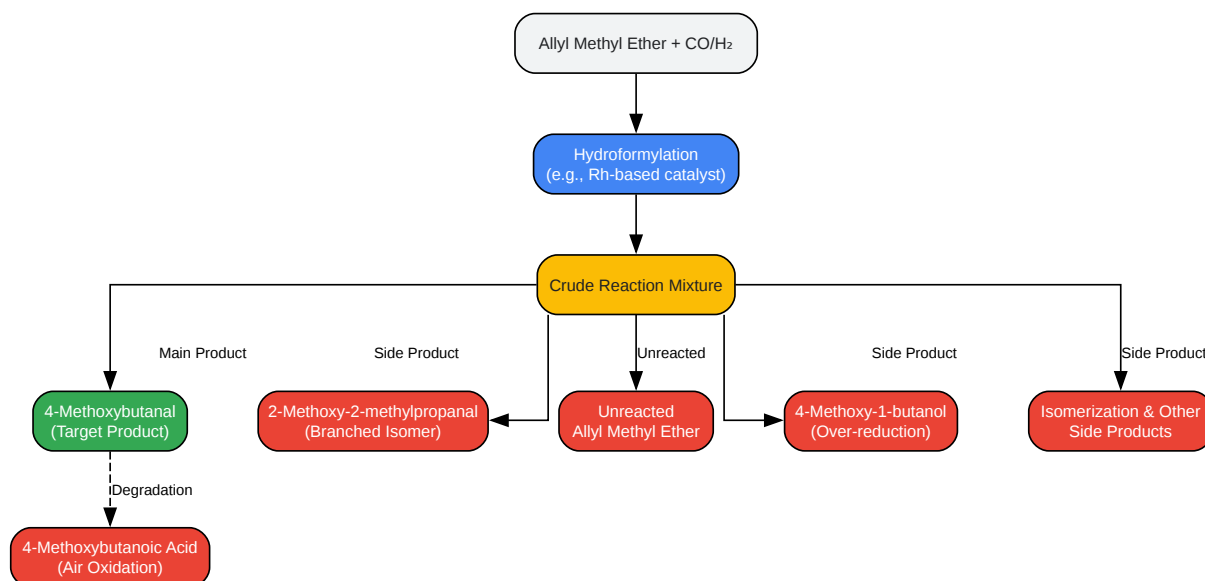 Allyl Methyl Ether + CO/H₂
Hydroformylation
(e.g., Rh-based catalyst)
Crude Reaction Mixture
Main Product
Side Product
Unreacted
Side Product
Side Product
4-Methoxybutanal
(Target Product)
2-Methoxy-2-methylpropanal
(Branched Isomer)
Unreacted
Allyl Methyl Ether
4-Methoxy-1-butanol
(Over-reduction)
Isomerization & Other
Side Products
Degradation
4-Methoxybutanoic Acid
(Air Oxidation)